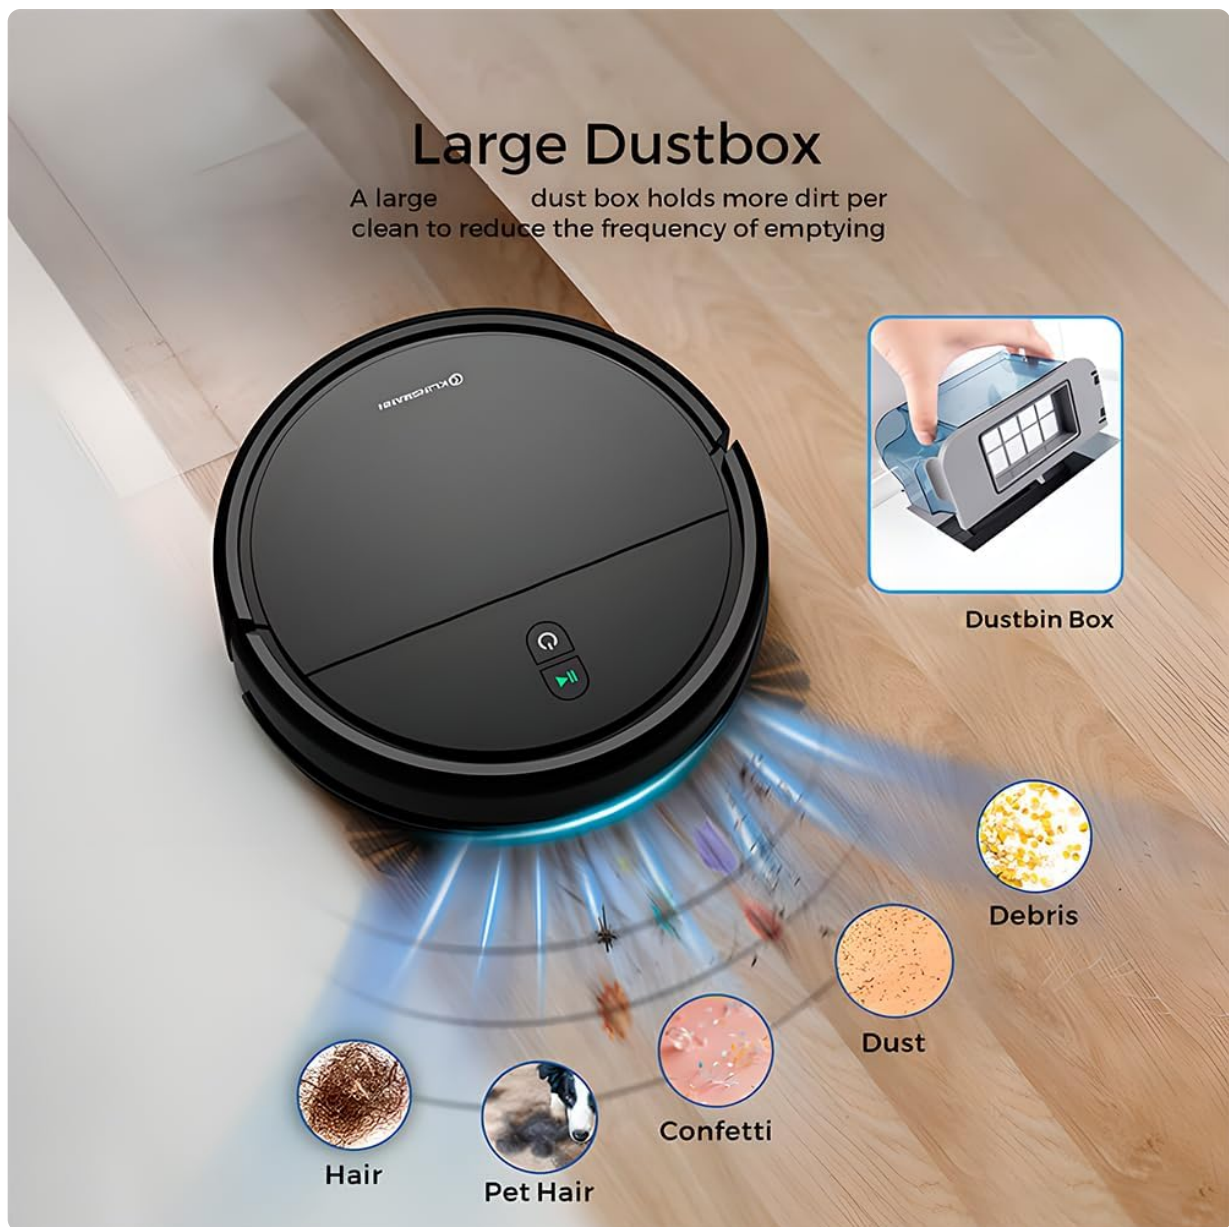 Large Dustbox
A large dust box holds more dirt per
clean to reduce the frequency of emptying
Dustbin Box
Debris
Dust
Confetti
Hair
Pet Hair